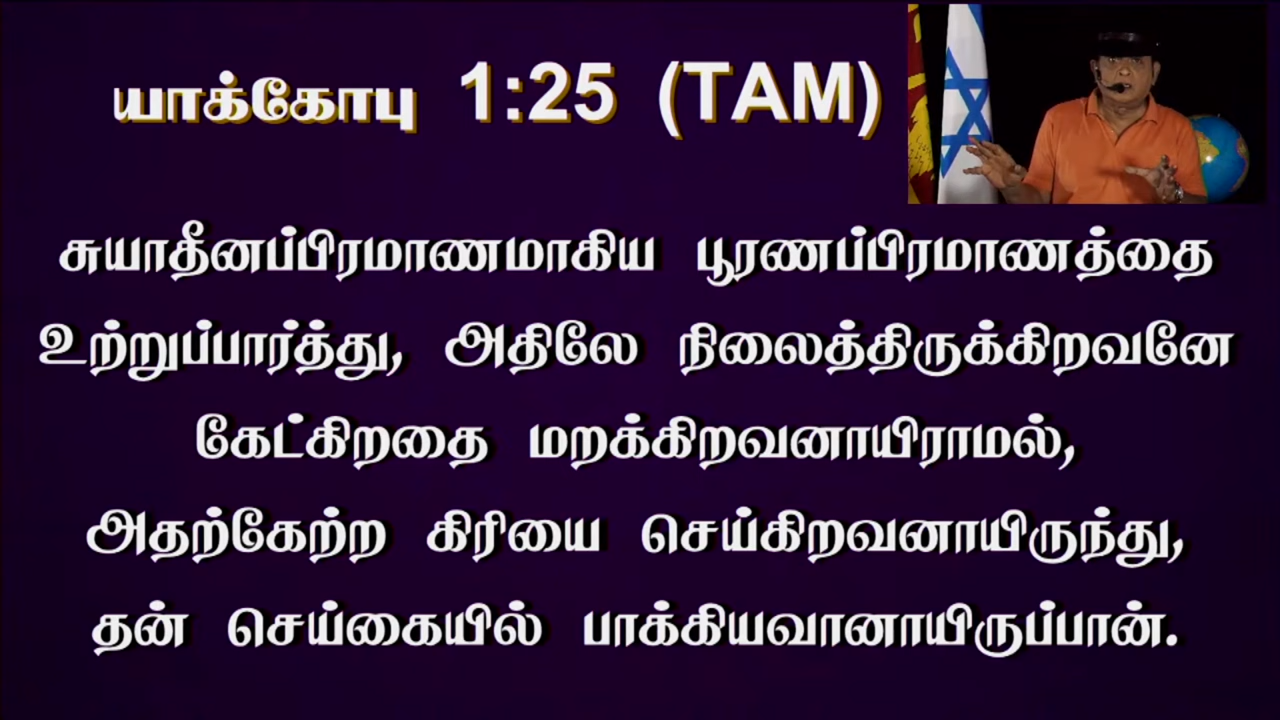 யாக்கோபு 1:25 (TAM)
சுயாதீனப்பிரமாணமாகிய பூரணப்பிரமாணத்தை
உற்றுப்பார்த்து, அதிலே நிலைத்திருக்கிறவனே
கேட்கிறதை மறக்கிறவனாயிராமல்,
அதற்கேற்ற கிரியை செய்கிறவனாயிருந்து,
தன் செய்கையில் பாக்கியவானாயிருப்பான்.